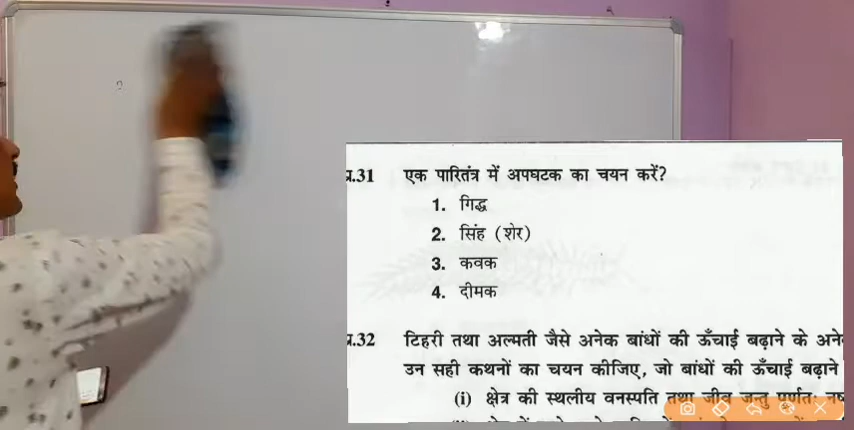 प्र.31 एक पारितंत्र में अपघटक का चयन करें?
1. गिद्ध
2. सिंह (शेर)
3. कवक
4. दीमक
प्र.32 टिहरी तथा अल्मती जैसे अनेक बांधों की ऊँचाई बढ़ाने के
उन सही कथनों का चयन कीजिए, जो बांधों की ऊँचाई बढ़ाने
(i) क्षेत्र की स्थलीय वनस्पति तथा जीव जन्तु पूर्णतः